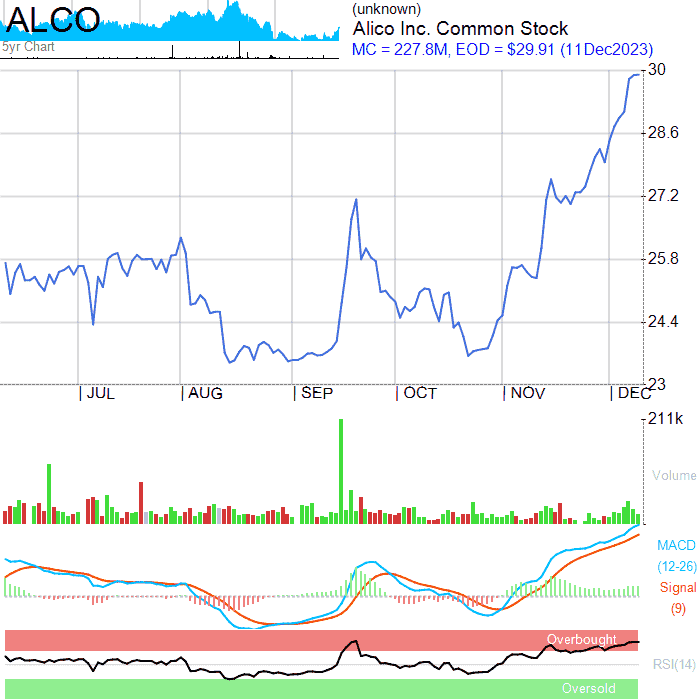 ALCO
5yr Chart
(unknown)
Alico Inc. Common Stock
MC = 227.8M, EOD = $29.91 (11Dec2023)
30
28.6
27.2
25.8
24.4
23
JUL AUG SEP OCT NOV DEC
211k
Volume
MACD
(12-26)
Signal
(9)
Overbought
RSI(14)
Oversold